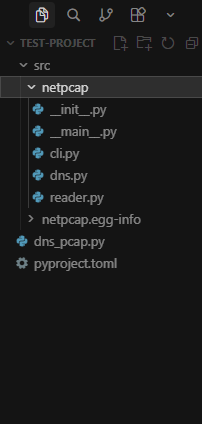 TEST-PROJECT
src
netpcap
__init__.py
__main__.py
cli.py
dns.py
reader.py
netpcap.egg-info
dns_pcap.py
pyproject.toml